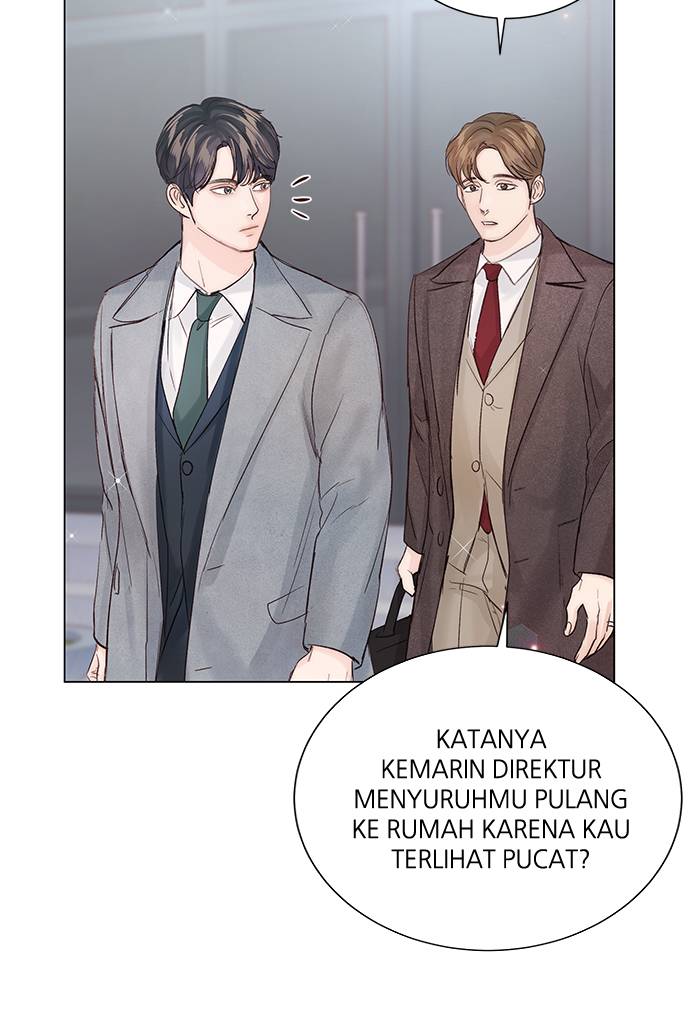 KATANYA
KEMARIN DIREKTUR
MENYURUHMU PULANG
KE RUMAH KARENA KAU
TERLIHAT PUCAT?